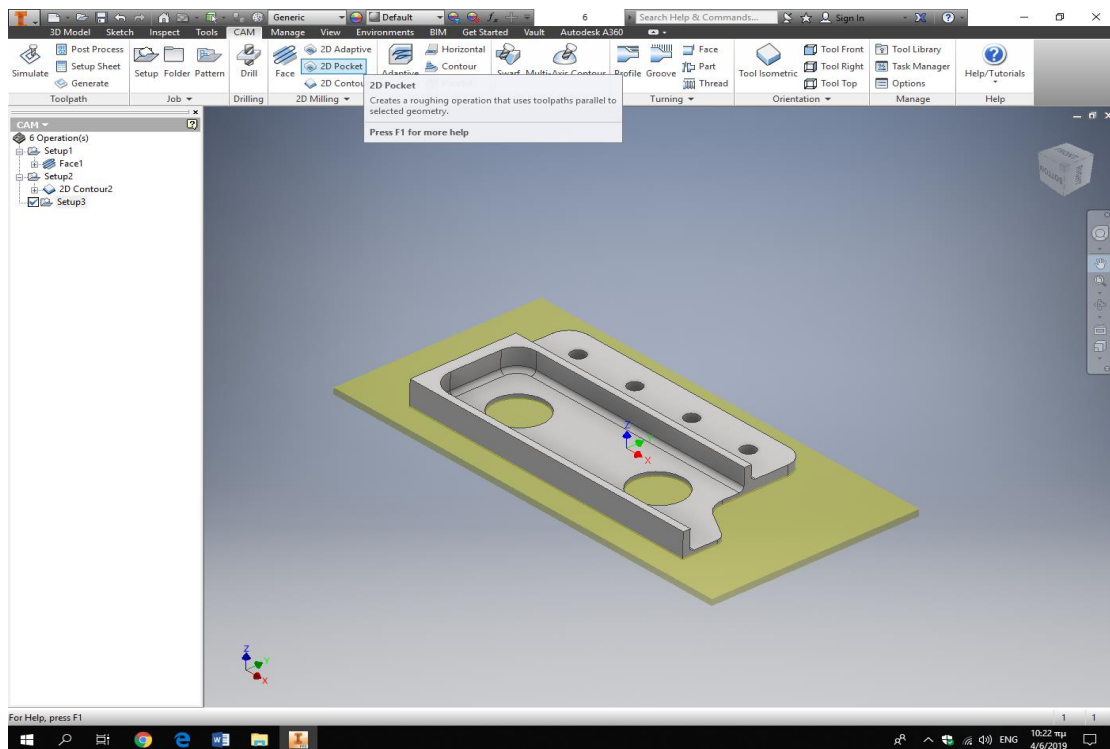 Generic Default 6 Search Help & Commands... Sign In
3D Model Sketch Inspect Tools CAM Manage View Environments BIM Get Started Vault Autodesk A360
Simulate Post Process Setup Sheet Generate
Toolpath
Setup Folder Pattern
Job
Drill
Drilling
Face 2D Adaptive 2D Pocket 2D Contou
2D Milling
Adaptive Horizontal Contour
Swarf Multi-Axis Contour
Profile Groove Face Part Thread
Turning
Tool Isometric Tool Front Tool Right Tool Top
Orientation
Tool Library Task Manager Options
Manage
Help/Tutorials
Help
2D Pocket
Creates a roughing operation that uses toolpaths parallel to
selected geometry.
Press F1 for more help
CAM
6 Operation(s)
Setup1
Face1
Setup2
2D Contour2
Setup3
FRONT
BOTTOM
Z
Y
X
Z
Y
X
For Help, press F1 1 1
ENG 10:22 πμ
4/6/2019